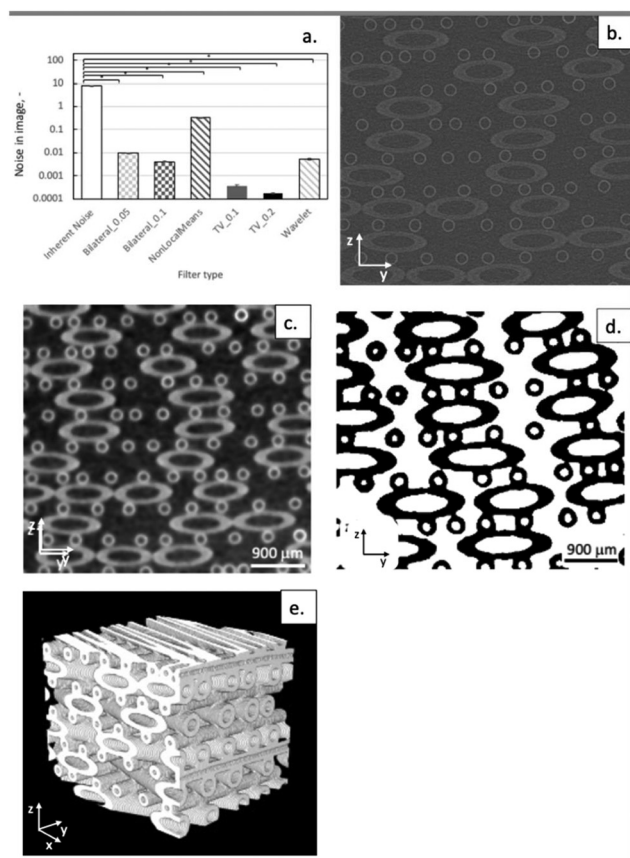 a.
100
10
1
0.1
0.01
0.001
0.0001
Noise in image, -
Inherent Noise
Bilateral_0.05
Bilateral_0.1
NonLocalMeans
TV_0.1
TV_0.2
Wavelet
Filter type
b.
z
y
c.
z
z
y
y
900 µm
d.
z
y
900 µm
e.
z
y
x